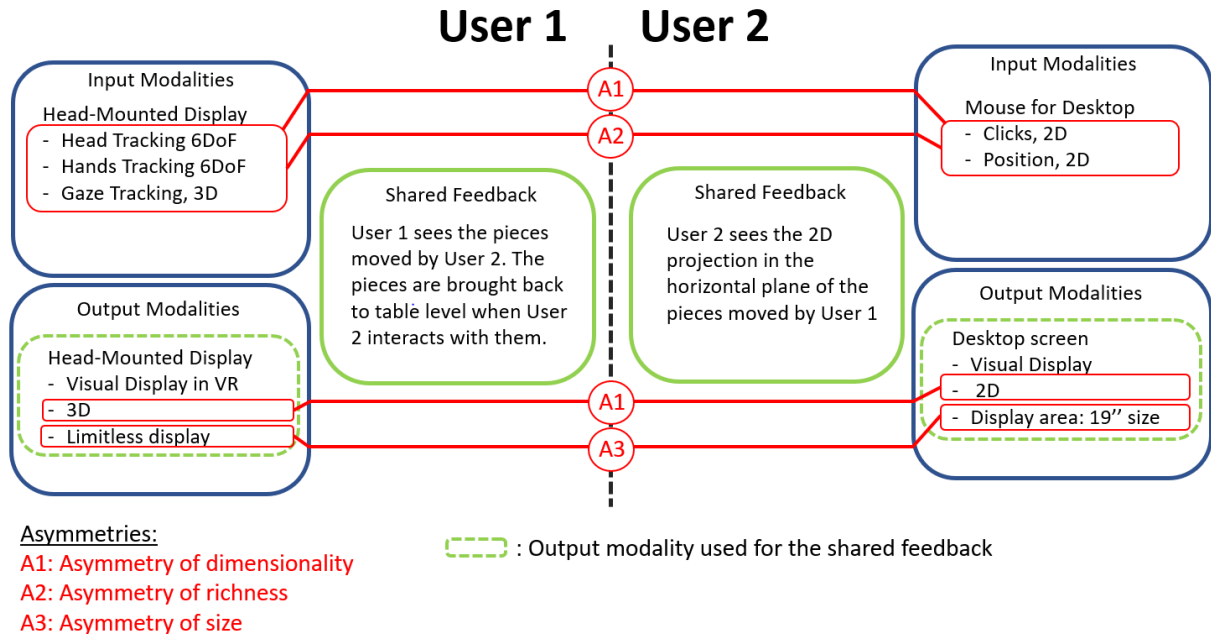 User 1
User 2
Input Modalities
Head-Mounted Display
- Head Tracking 6DoF
- Hands Tracking 6DoF
- Gaze Tracking, 3D
A1
A2
Input Modalities
Mouse for Desktop
- Clicks, 2D
- Position, 2D
Shared Feedback
User 1 sees the pieces
moved by User 2. The
pieces are brought back
to table level when User
2 interacts with them.
Shared Feedback
User 2 sees the 2D
projection in the
horizontal plane of the
pieces moved by User 1
Output Modalities
Head-Mounted Display
- Visual Display in VR
- 3D
- Limitless display
A1
A3
Output Modalities
Desktop screen
- Visual Display
- 2D
- Display area: 19’’ size
Asymmetries:
A1: Asymmetry of dimensionality
A2: Asymmetry of richness
A3: Asymmetry of size
: Output modality used for the shared feedback